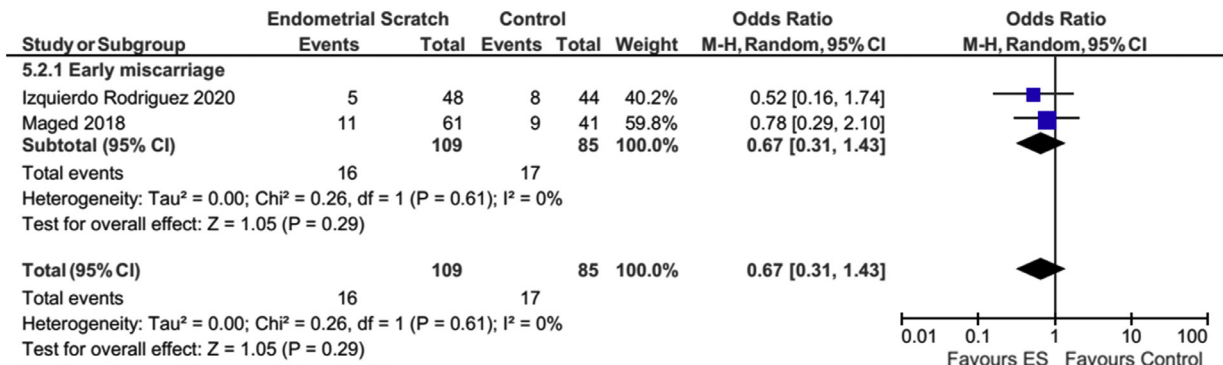 Endometrial Scratch Control Odds Ratio Odds Ratio
Study or Subgroup Events Total Events Total Weight M-H, Random, 95% CI M-H, Random, 95% CI
5.2.1 Early miscarriage
Izquierdo Rodriguez 2020 5 48 8 44 40.2% 0.52 [0.16, 1.74]
Maged 2018 11 61 9 41 59.8% 0.78 [0.29, 2.10]
Subtotal (95% CI) 109 85 100.0% 0.67 [0.31, 1.43]
Total events 16 17
Heterogeneity: Tau² = 0.00; Chi² = 0.26, df = 1 (P = 0.61); I² = 0%
Test for overall effect: Z = 1.05 (P = 0.29)
Total (95% CI) 109 85 100.0% 0.67 [0.31, 1.43]
Total events 16 17
Heterogeneity: Tau² = 0.00; Chi² = 0.26, df = 1 (P = 0.61); I² = 0%
Test for overall effect: Z = 1.05 (P = 0.29)
0.01 0.1 1 10 100
Favours ES Favours Control